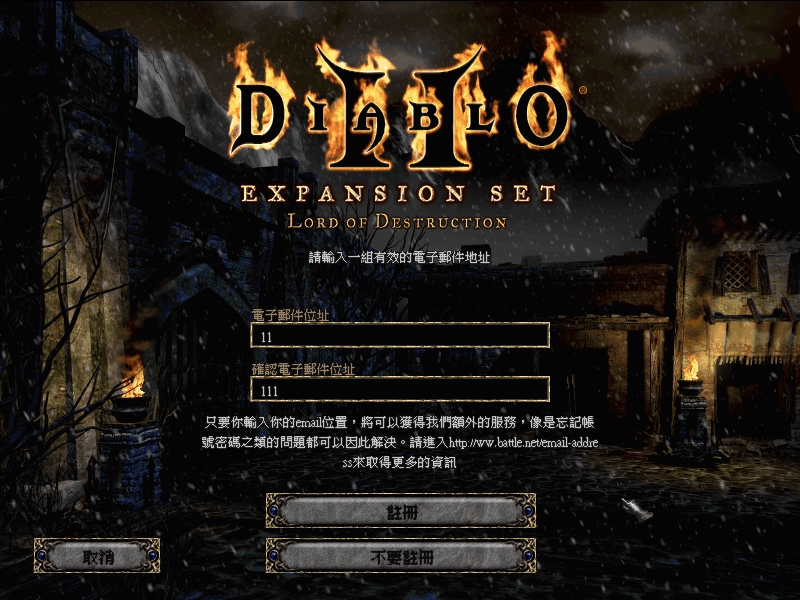 DIABLO II®
EXPANSION SET
LORD OF DESTRUCTION
請輸入一組有效的電子郵件地址
電子郵件位址
11
確認電子郵件位址
111
只要你輸入你的email位置，將可以獲得我們額外的服務，像是忘記帳
號密碼之類的問題都可以因此解決。請進入http://ww.battle.net/email-addre
ss來取得更多的資訊
註冊
取消
不要註冊